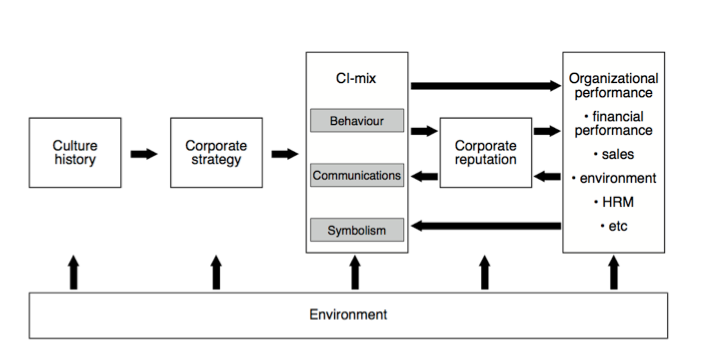 Culture
history
Corporate
strategy
CI-mix
Behaviour
Communications
Symbolism
Corporate
reputation
Organizational
performance
• financial
performance
• sales
• environment
• HRM
• etc
Environment